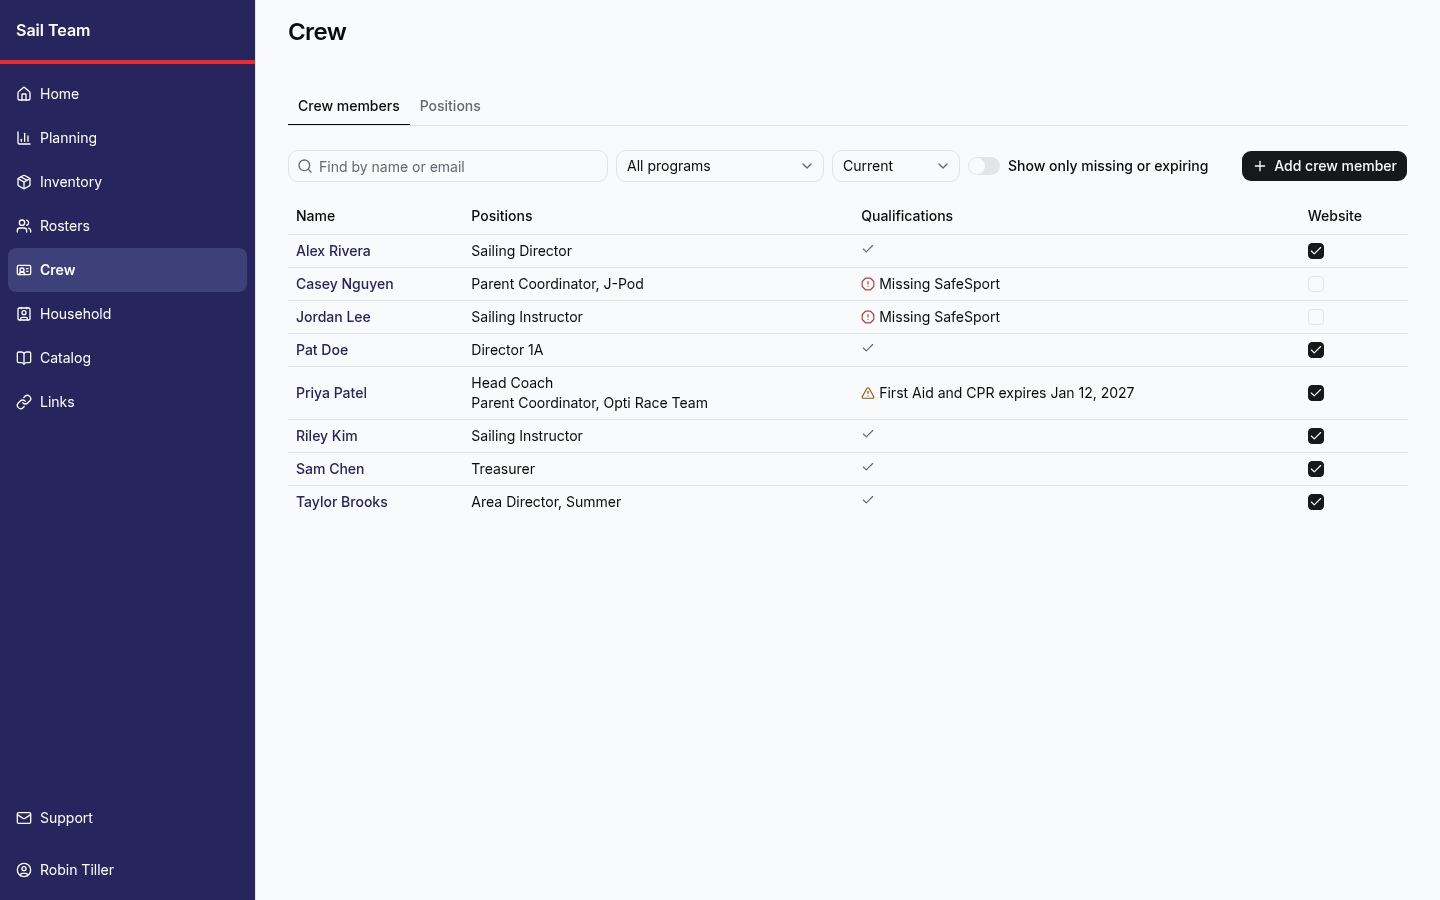 Sail Team
Home
Planning
Inventory
Rosters
Crew
Household
Catalog
Links
Support
Robin Tiller
Crew
Crew members Positions
Find by name or email All programs Current Show only missing or expiring Add crew member
Name Positions Qualifications Website
Alex Rivera Sailing Director
Casey Nguyen Parent Coordinator, J-Pod Missing SafeSport
Jordan Lee Sailing Instructor Missing SafeSport
Pat Doe Director 1A
Priya Patel Head Coach
Parent Coordinator, Opti Race Team First Aid and CPR expires Jan 12, 2027
Riley Kim Sailing Instructor
Sam Chen Treasurer
Taylor Brooks Area Director, Summer